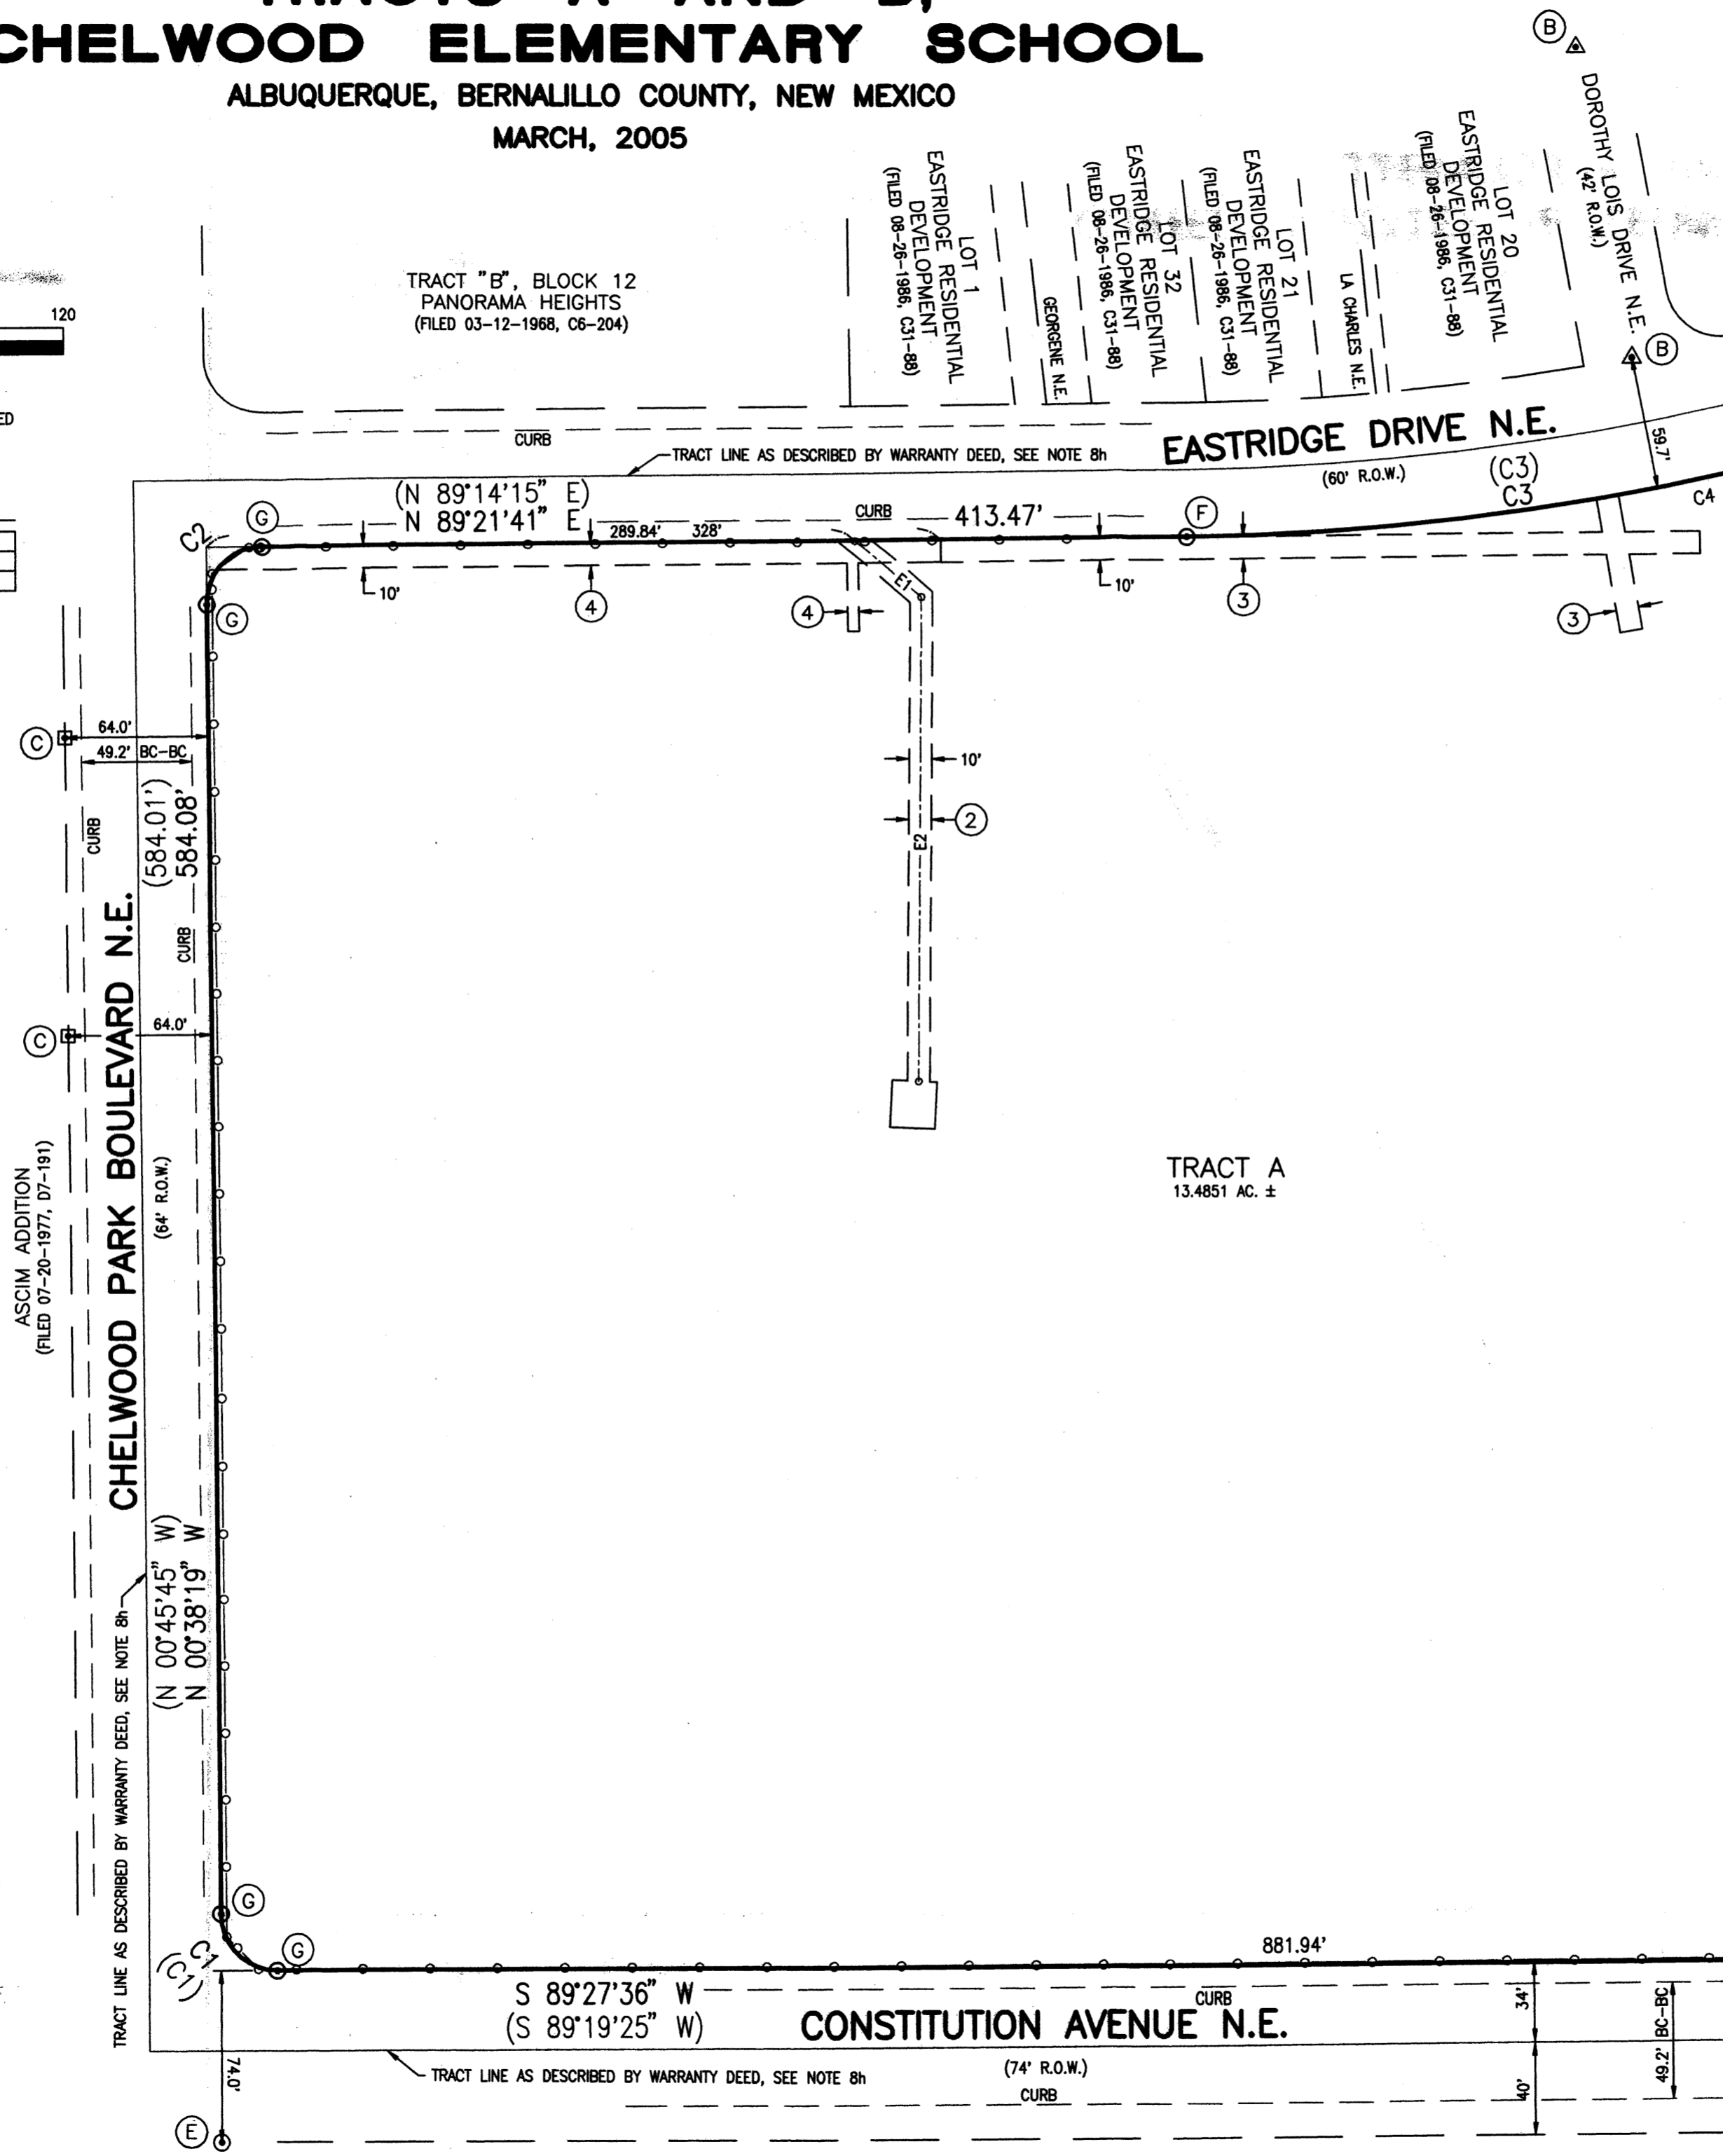 CHELWOOD ELEMENTARY SCHOOL
ALBUQUERQUE, BERNALILLO COUNTY, NEW MEXICO
MARCH, 2005
B
DOROTHY LOIS DRIVE N.E.
(42' R.O.W.)
B
59.7'
120
ED
TRACT "B", BLOCK 12
PANORAMA HEIGHTS
(FILED 03-12-1968, C6-204)
LOT 1
EASTRIDGE RESIDENTIAL
DEVELOPMENT
(FILED 08-26-1986, C31-88)
GEORGENE N.E.
LOT 32
EASTRIDGE RESIDENTIAL
DEVELOPMENT
(FILED 08-26-1986, C31-88)
LOT 21
EASTRIDGE RESIDENTIAL
DEVELOPMENT
(FILED 08-26-1986, C31-88)
LA CHARLES N.E.
LOT 20
EASTRIDGE RESIDENTIAL
DEVELOPMENT
(FILED 08-26-1986, C31-88)
CURB
TRACT LINE AS DESCRIBED BY WARRANTY DEED, SEE NOTE 8h
EASTRIDGE DRIVE N.E.
(60' R.O.W.)
(C3)
C3
C4
(N 89°14'15" E)
N 89°21'41" E
289.84'
328'
CURB
413.47'
F
C2
G
G
10'
4
4
E1
10'
3
3
C
64.0'
49.2' BC-BC
10'
2
E2
(584.01')
584.08'
CURB
CURB
C
64.0'
CHELWOOD PARK BOULEVARD N.E.
(64' R.O.W.)
ASCIM ADDITION
(FILED 07-20-1977, D7-191)
TRACT A
13.4851 AC. ±
(N 00°45'45" W)
N 00°38'19" W
TRACT LINE AS DESCRIBED BY WARRANTY DEED, SEE NOTE 8h
G
G
C1
(C1)
881.94'
S 89°27'36" W
(S 89°19'25" W)
CURB
CONSTITUTION AVENUE N.E.
(74' R.O.W.)
34'
49.2' BC-BC
40'
TRACT LINE AS DESCRIBED BY WARRANTY DEED, SEE NOTE 8h
CURB
74.0'
E